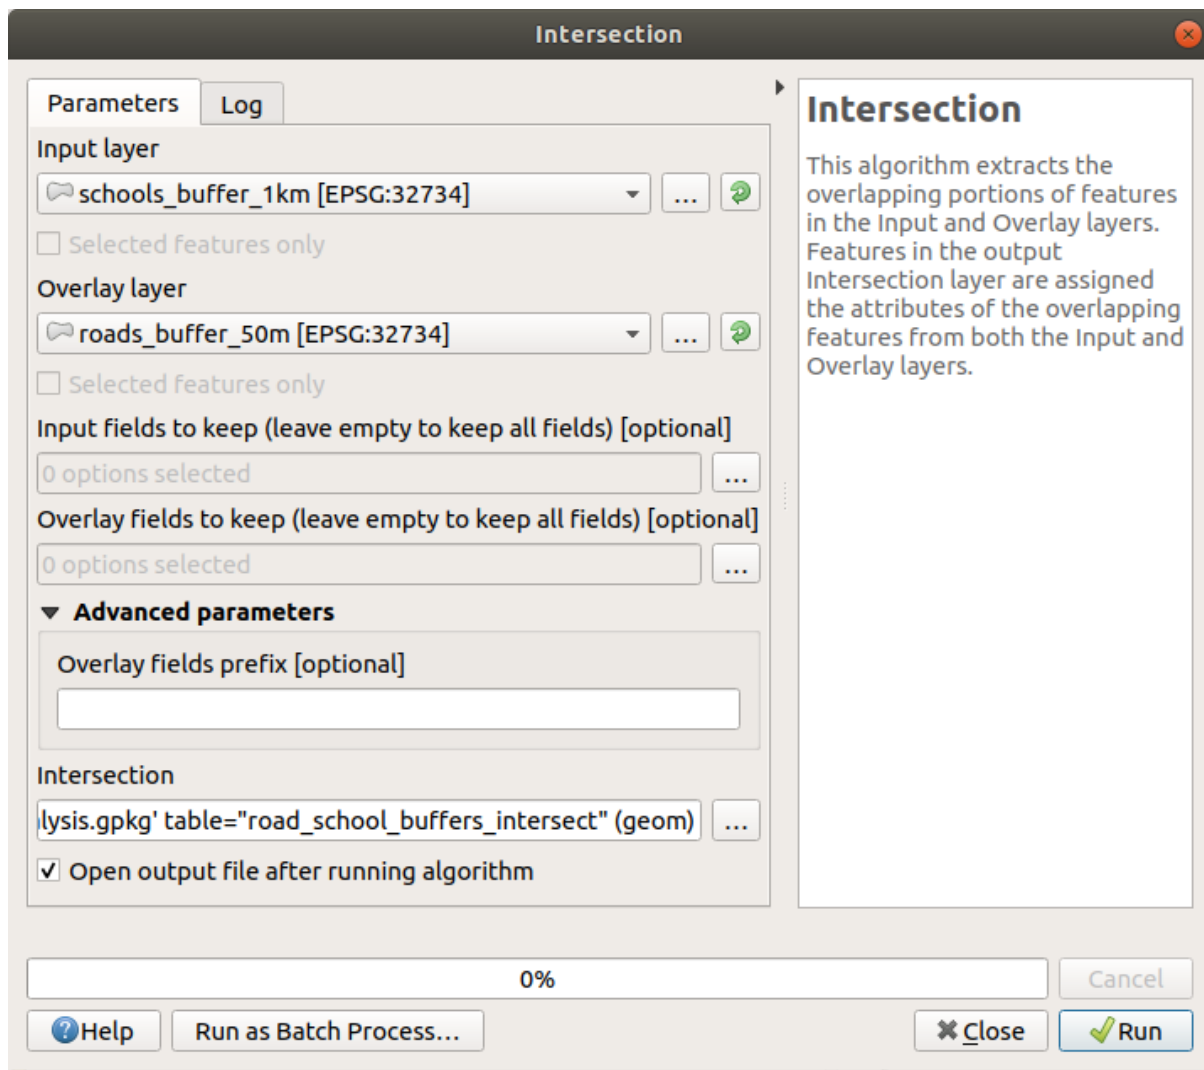 Intersection
Parameters
Log
Input layer
schools_buffer_1km [EPSG:32734]
...
Selected features only
Overlay layer
roads_buffer_50m [EPSG:32734]
...
Selected features only
Input fields to keep (leave empty to keep all fields) [optional]
0 options selected
...
Overlay fields to keep (leave empty to keep all fields) [optional]
0 options selected
...
Advanced parameters
Overlay fields prefix [optional]
Intersection
lysis.gpkg' table="road_school_buffers_intersect" (geom)
...
Open output file after running algorithm
Intersection
This algorithm extracts the
overlapping portions of features
in the Input and Overlay layers.
Features in the output
Intersection layer are assigned
the attributes of the overlapping
features from both the Input and
Overlay layers.
0%
Cancel
Help
Run as Batch Process...
Close
Run